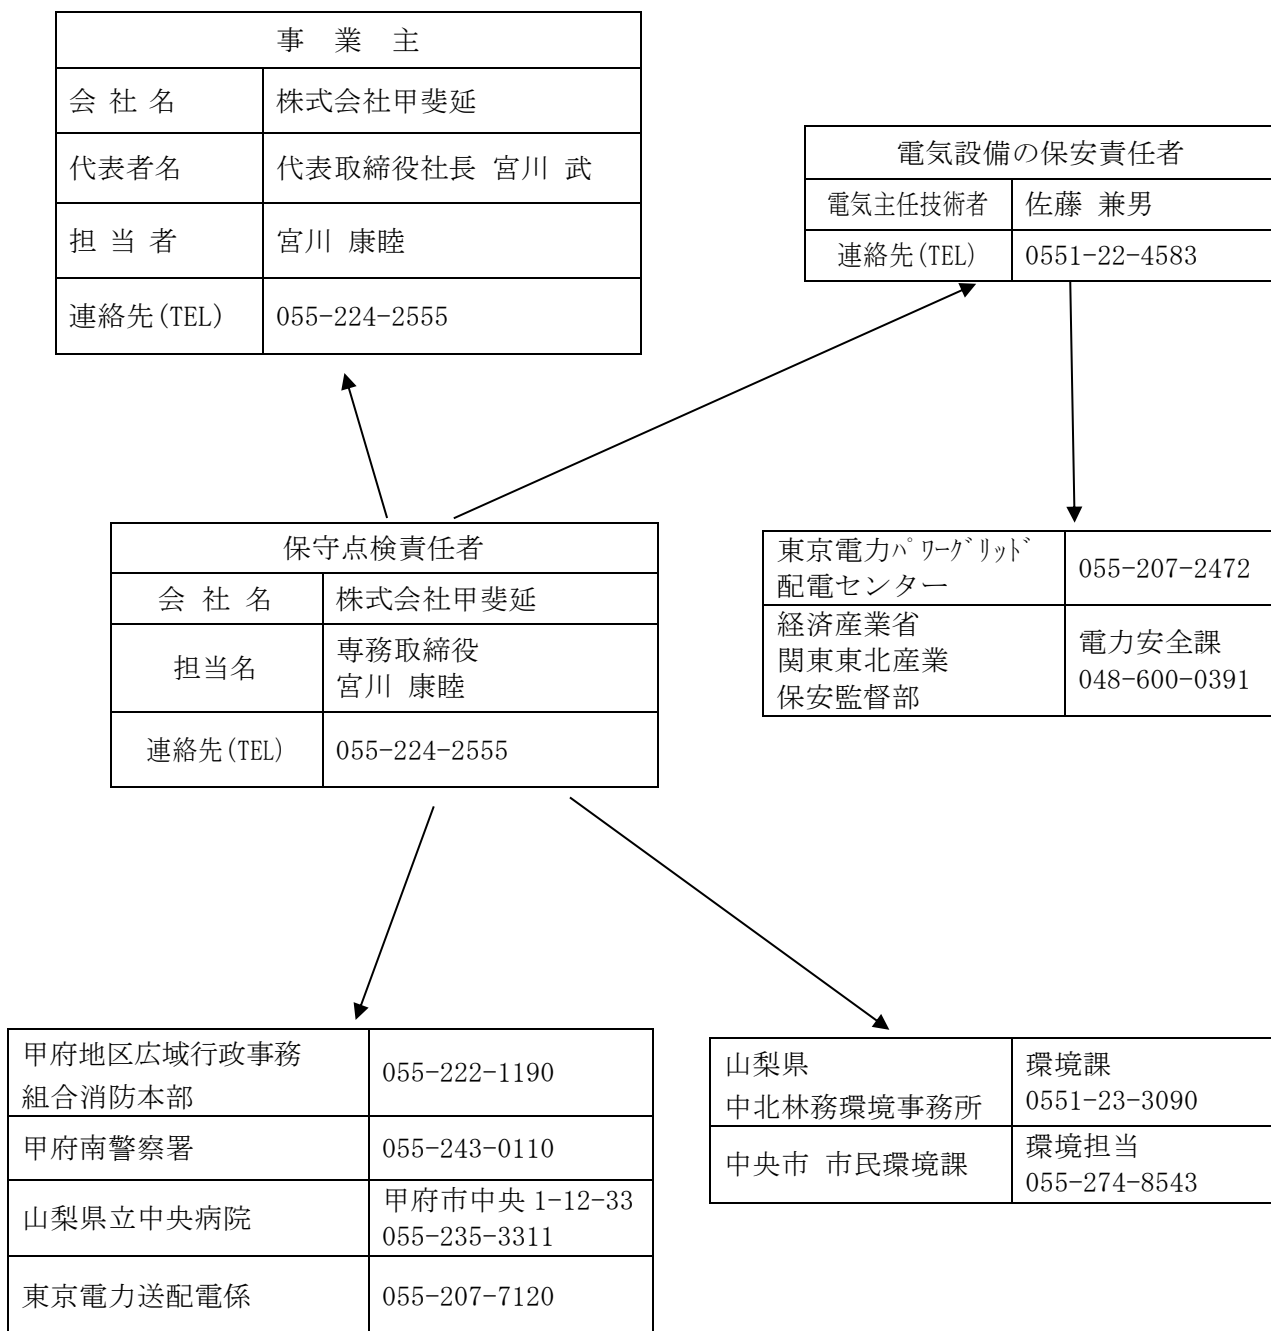 事 業 主
会 社 名 株式会社甲斐延
代表者名 代表取締役社長 宮川 武
担 当 者 宮川 康睦
連絡先(TEL) 055-224-2555
電気設備の保安責任者
電気主任技術者 佐藤 兼男
連絡先(TEL) 0551-22-4583
保守点検責任者
会 社 名 株式会社甲斐延
担当名
専務取締役
宮川 康睦
連絡先(TEL) 055-224-2555
東京電力ﾊﾟﾜｰｸﾞﾘｯﾄﾞ
配電センター
055-207-2472
経済産業省
関東東北産業
保安監督部
電力安全課
048-600-0391
甲府地区広域行政事務
組合消防本部
055-222-1190
甲府南警察署 055-243-0110
山梨県立中央病院
甲府市中央 1-12-33
055-235-3311
東京電力送配電係 055-207-7120
山梨県
中北林務環境事務所
環境課
0551-23-3090
中央市 市民環境課
環境担当
055-274-8543